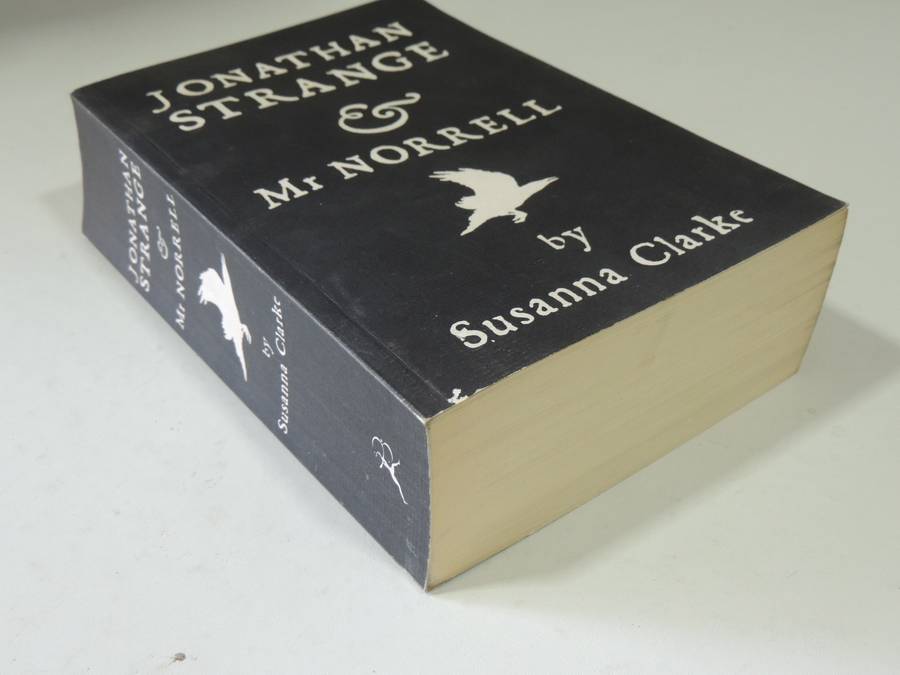 JONATHAN
STRANGE
&
Mr NORRELL
by
Susanna Clarke
JONATHAN
STRANGE
&
Mr NORRELL
by
Susanna Clarke